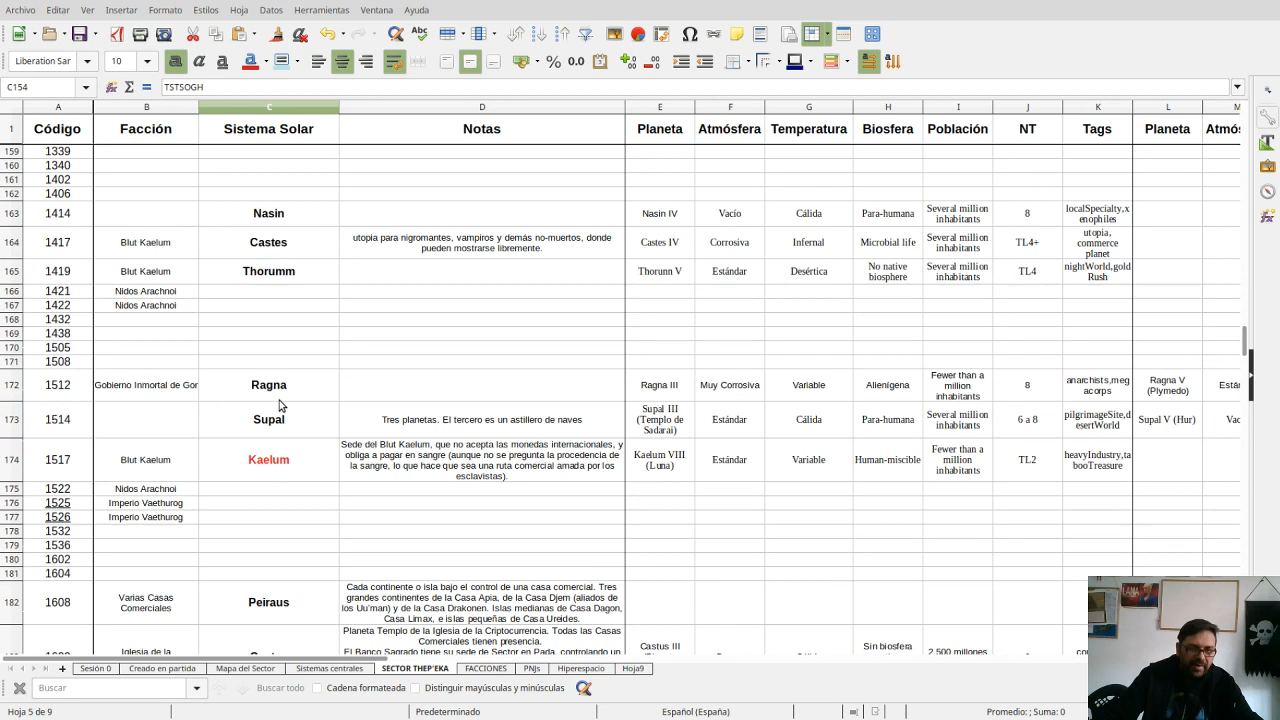 Archivo Editar Ver Insertar Formato Estilos Hoja Datos Herramientas Ventana Ayuda
Liberation Sar 10
C154 TSTSOGH
A B C D E F G H I J K L M
1 Código Facción Sistema Solar Notas Planeta Atmósfera Temperatura Biosfera Población NT Tags Planeta Atmós
159 1339
160 1340
161 1402
162 1406
163 1414 Nasin Nasin IV Vacío Cálida Para-humana Several million inhabitants 8 localSpecialty,xenophiles
164 1417 Blut Kaelum Castes utopia para nigromantes, vampiros y demás no-muertos, donde pueden mostrarse libremente. Castes IV Corrosiva Infernal Microbial life Several million inhabitants TL4+ utopia, commerce planet
165 1419 Blut Kaelum Thorumm Thorunn V Estándar Desértica No native biosphere Several million inhabitants TL4 nightWorld,goldRush
166 1421 Nidos Arachnoi
167 1422 Nidos Arachnoi
168 1432
169 1438
170 1505
171 1508
172 1512 Gobierno Inmortal de Gor Ragna Ragna III Muy Corrosiva Variable Alienígena Fewer than a million inhabitants 8 anarchists,megacorps Ragna V (Plymedo) Está
173 1514 Supal Tres planetas. El tercero es un astillero de naves Supal III (Templo de Sadarai) Estándar Cálida Para-humana Several million inhabitants 6 a 8 pilgrimageSite,desertWorld Supal V (Hur) Vac
174 1517 Blut Kaelum Kaelum Sede del Blut Kaelum, que no acepta las monedas internacionales, y obliga a pagar en sangre (aunque no se pregunta la procedencia de la sangre, lo que hace que sea una ruta comercial amada por los esclavistas). Kaelum VIII (Luna) Estándar Variable Human-miscible Fewer than a million inhabitants TL2 heavyIndustry,tabooTreasure
175 1522 Nidos Arachnoi
176 1525 Imperio Vaethurog
177 1526 Imperio Vaethurog
178 1532
179 1536
180 1602
181 1604
182 1608 Varias Casas Comerciales Peiraus Cada continente o isla bajo el control de una casa comercial. Tres grandes continentes de la Casa Apia, de la Casa Djem (aliados de los Uu'man) y de la Casa Drakonen. Islas medianas de Casa Dagon, Casa Limax, e islas pequeñas de Casa Ureides.
Iglesia de la Planeta Templo de la Iglesia de la Criptocurrencia. Todas las Casas Comerciales tienen presencia. Castus III Sin biosfera
Sesión 0 Creado en partida Mapa del Sector Sistemas centrales SECTOR THEP'EKA FACCIONES PNJs Hiperespacio Hoja9
Buscar Buscar todo Cadena formateada Distinguir mayúsculas y minúsculas
Hoja 5 de 9 Predeterminado Español (España) Promedio: ; Suma: 0